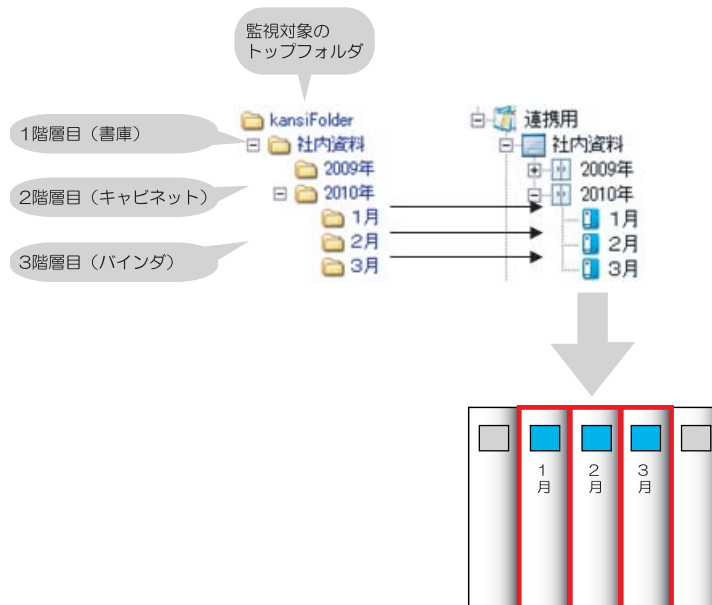 監視対象の
トップフォルダ
1階層目（書庫）
2階層目（キャビネット）
3階層目（バインダ）
kansiFolder
社内資料
2009年
2010年
1月
2月
3月
連携用
社内資料
2009年
2010年
1月
2月
3月
1月
2月
3月